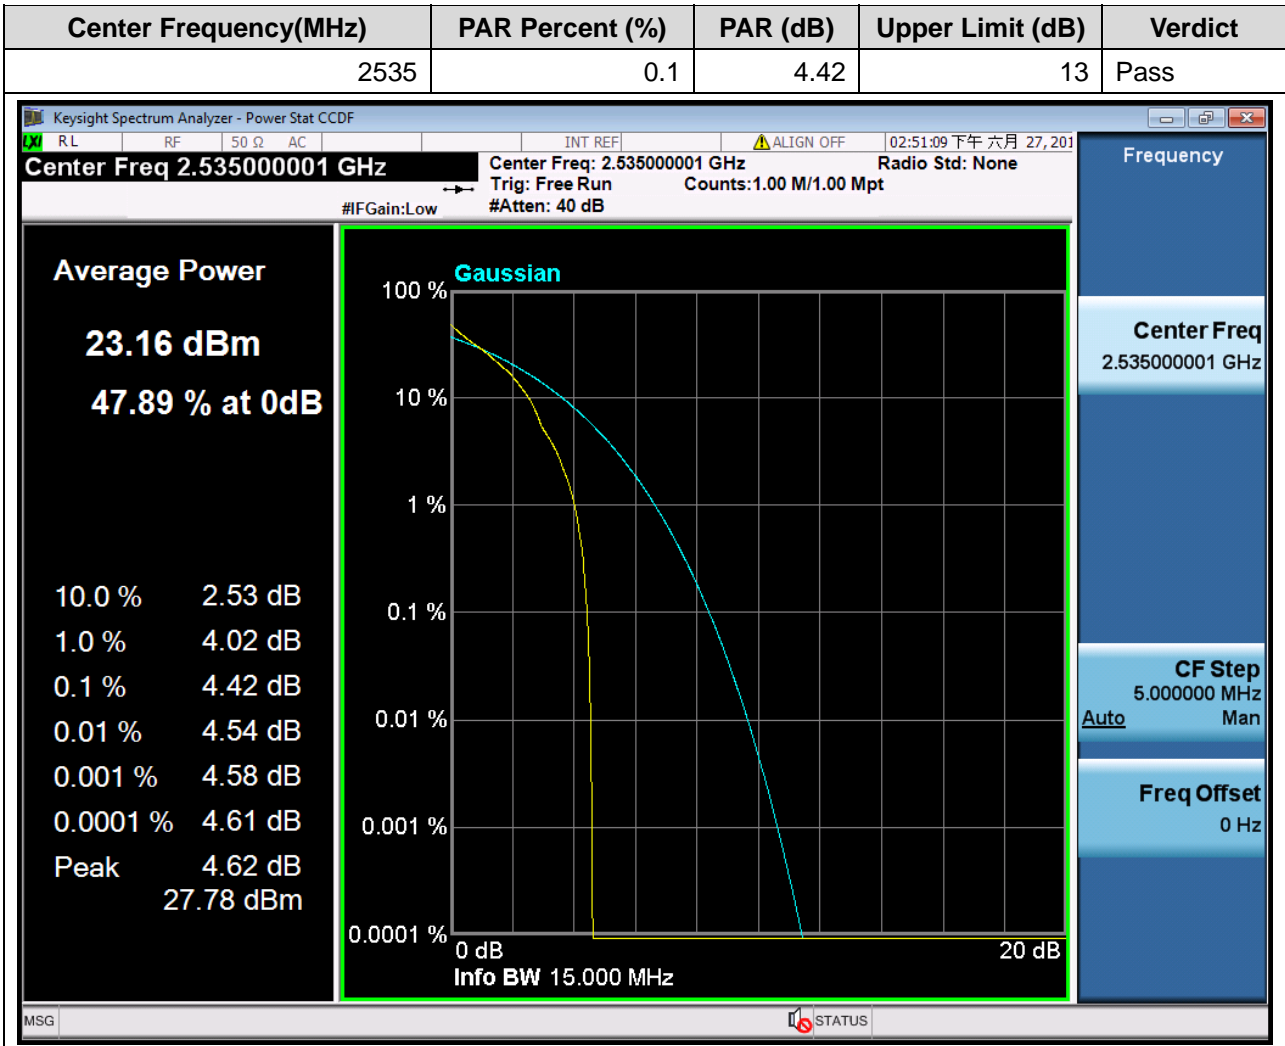 Center Frequency(MHz) PAR Percent (%) PAR (dB) Upper Limit (dB) Verdict
2535 0.1 4.42 13 Pass
Keysight Spectrum Analyzer - Power Stat CCDF
LXI RL RF 50 Ω AC INT REF ALIGN OFF 02:51:09 下午 六月 27, 201
Center Freq 2.535000001 GHz
#IFGain:Low
Center Freq: 2.535000001 GHz Radio Std: None
Trig: Free Run Counts:1.00 M/1.00 Mpt
#Atten: 40 dB
Average Power
23.16 dBm
47.89 % at 0dB
10.0 % 2.53 dB
1.0 % 4.02 dB
0.1 % 4.42 dB
0.01 % 4.54 dB
0.001 % 4.58 dB
0.0001 % 4.61 dB
Peak 4.62 dB
27.78 dBm
Gaussian
100 %
10 %
1 %
0.1 %
0.01 %
0.001 %
0.0001 %
0 dB 20 dB
Info BW 15.000 MHz
Frequency
Center Freq
2.535000001 GHz
CF Step
5.000000 MHz
Auto Man
Freq Offset
0 Hz
MSG STATUS